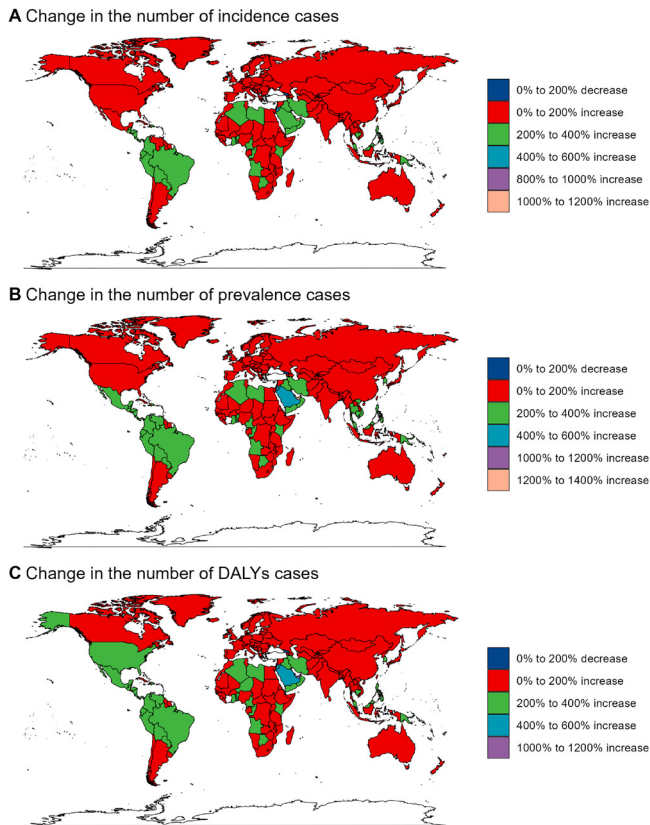 A Change in the number of incidence cases
0% to 200% decrease
0% to 200% increase
200% to 400% increase
400% to 600% increase
800% to 1000% increase
1000% to 1200% increase
B Change in the number of prevalence cases
0% to 200% decrease
0% to 200% increase
200% to 400% increase
400% to 600% increase
1000% to 1200% increase
1200% to 1400% increase
C Change in the number of DALYs cases
0% to 200% decrease
0% to 200% increase
200% to 400% increase
400% to 600% increase
1000% to 1200% increase